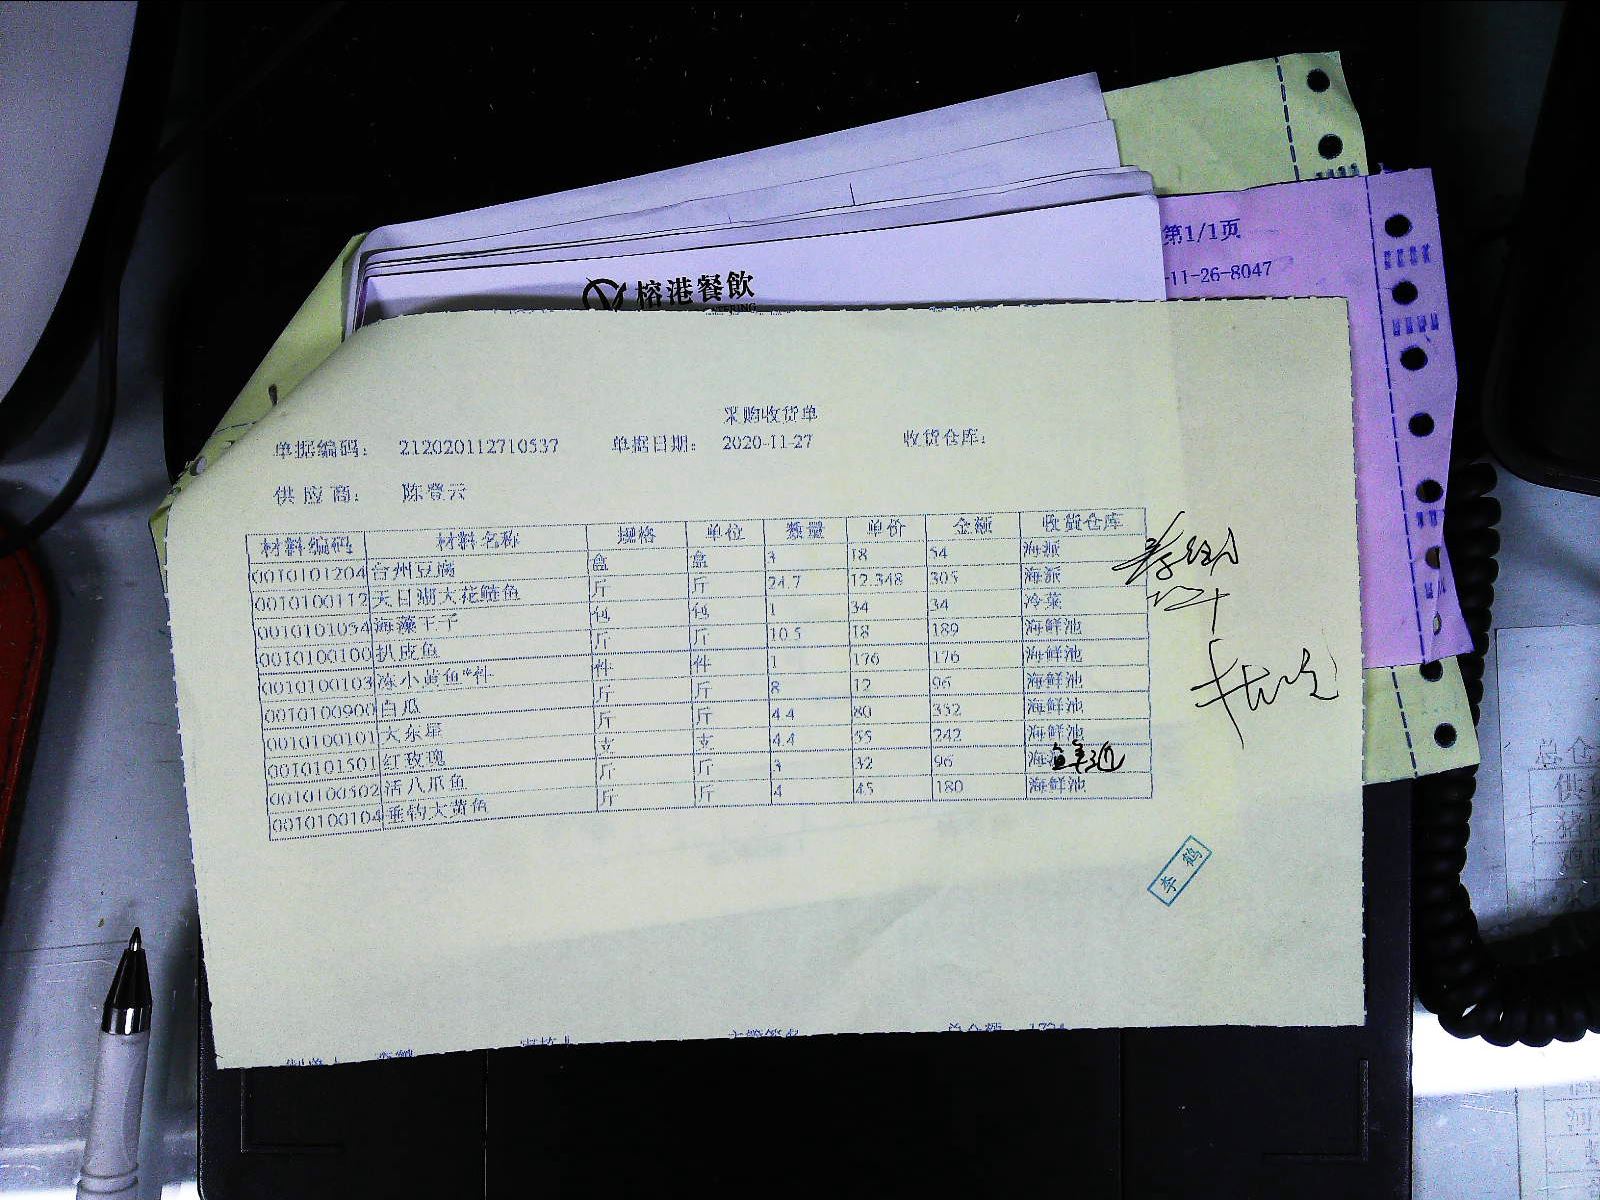 第1/1页
-11-26-8047
榕港餐飲
采购收货单
单据编码： 212020112710537 单据日期： 2020-11-27 收货仓库：
供应商： 陈登云
材料编码 材料名称 规格 单位 数量 单价 金额 收货仓库
0010101204 台州豆腐 盒 盒 3 18 54 海派
0010100112 天目湖大花鲢鱼 斤 斤 24.7 12.348 305 海派
0010101054 海藻王子 包 包 1 34 34 冷菜
0010100100 扒皮鱼 斤 斤 10.5 18 189 海鲜池
0010100103 冻小黄鱼*补 件 件 1 176 176 海鲜池
0010100900 白瓜 斤 斤 8 12 96 海鲜池
0010100101 大东星 斤 斤 4.4 80 352 海鲜池
0010101501 红玫瑰 支 支 4.4 55 242 海鲜池
0010100502 活八爪鱼 斤 斤 3 32 96 海鲜池
0010100104 垂钓大黄鱼 斤 斤 4 45 180 海鲜池
李鹤
总金额： 1724
总仓